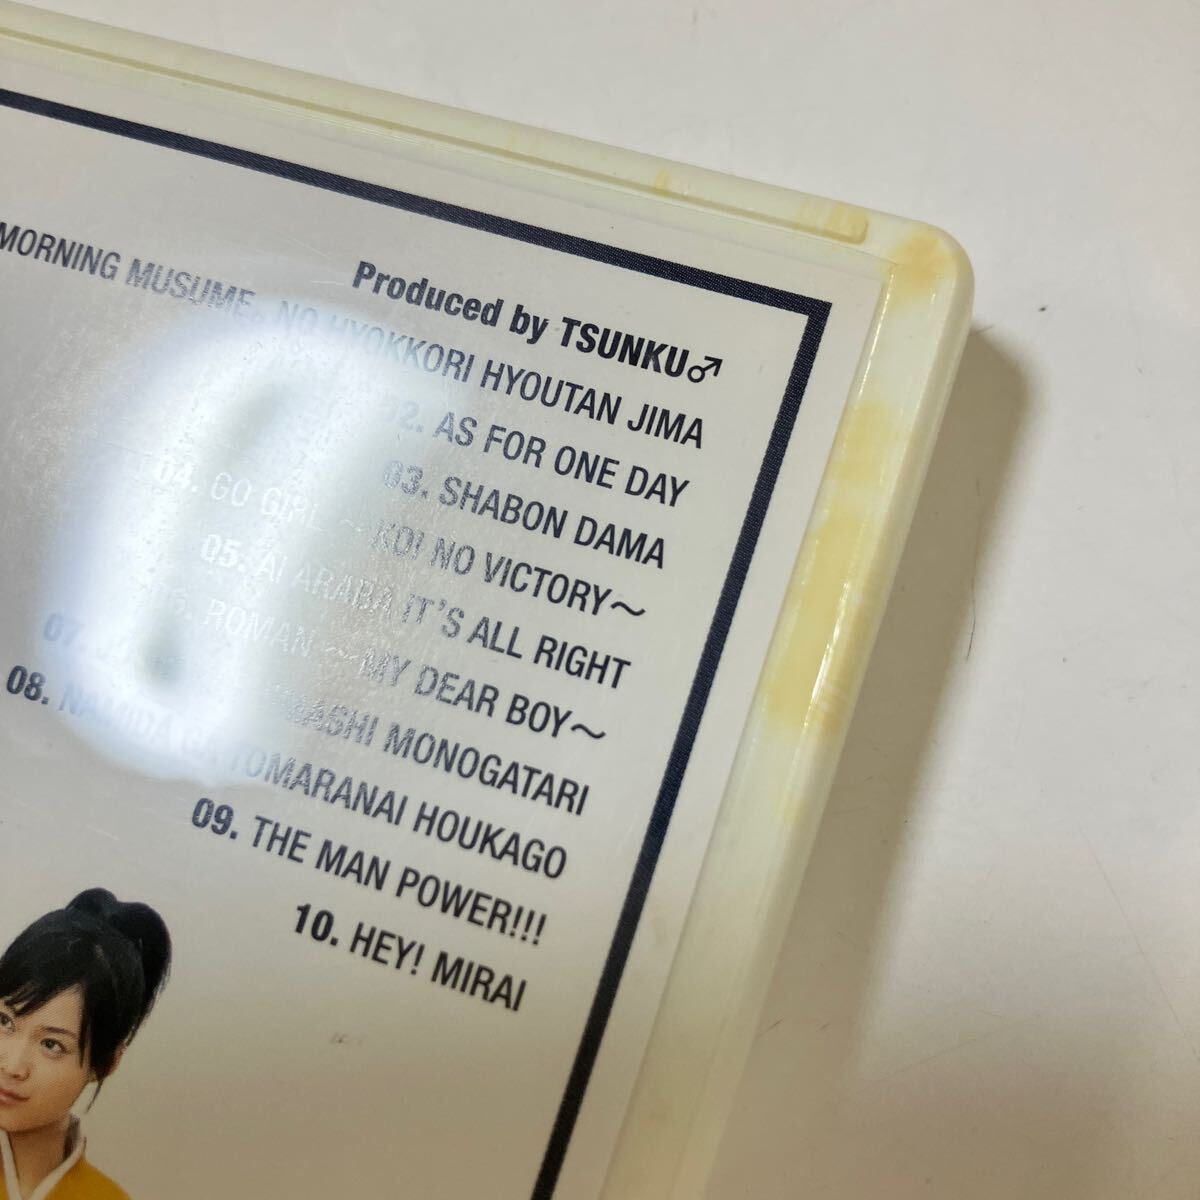 Produced by TSUNKU♂
MORNING MUSUME。NO HYOKKORI HYOUTAN JIMA
02. AS FOR ONE DAY
03. SHABON DAMA
04. GO GIRL ～KOI NO VICTORY～
05. AI ARABA IT'S ALL RIGHT
06. ROMAN ～MY DEAR BOY～
07. MONOGATARI
08. NAMIDA GA TOMARANAI HOUKAGO
09. THE MAN POWER!!!
10. HEY! MIRAI